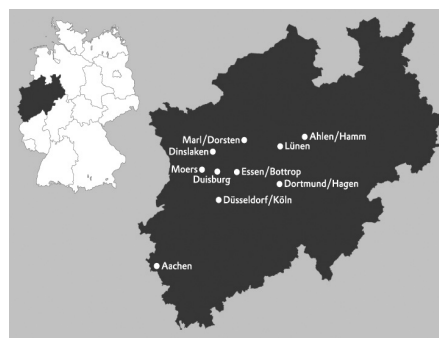 Ahlen/Hamm
Marl/Dorsten
Lünen
Dinslaken
Moers
Duisburg
Essen/Bottrop
Dortmund/Hagen
Düsseldorf/Köln
Aachen